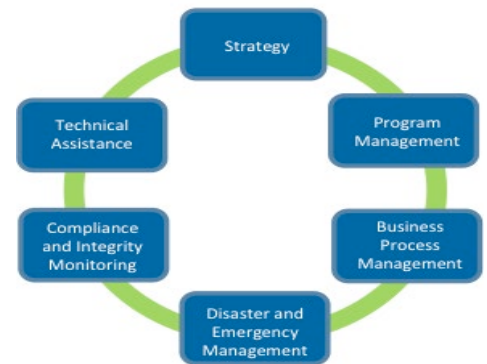 Strategy
Program
Management
Business
Process
Management
Disaster and
Emergency
Management
Compliance
and Integrity
Monitoring
Technical
Assistance